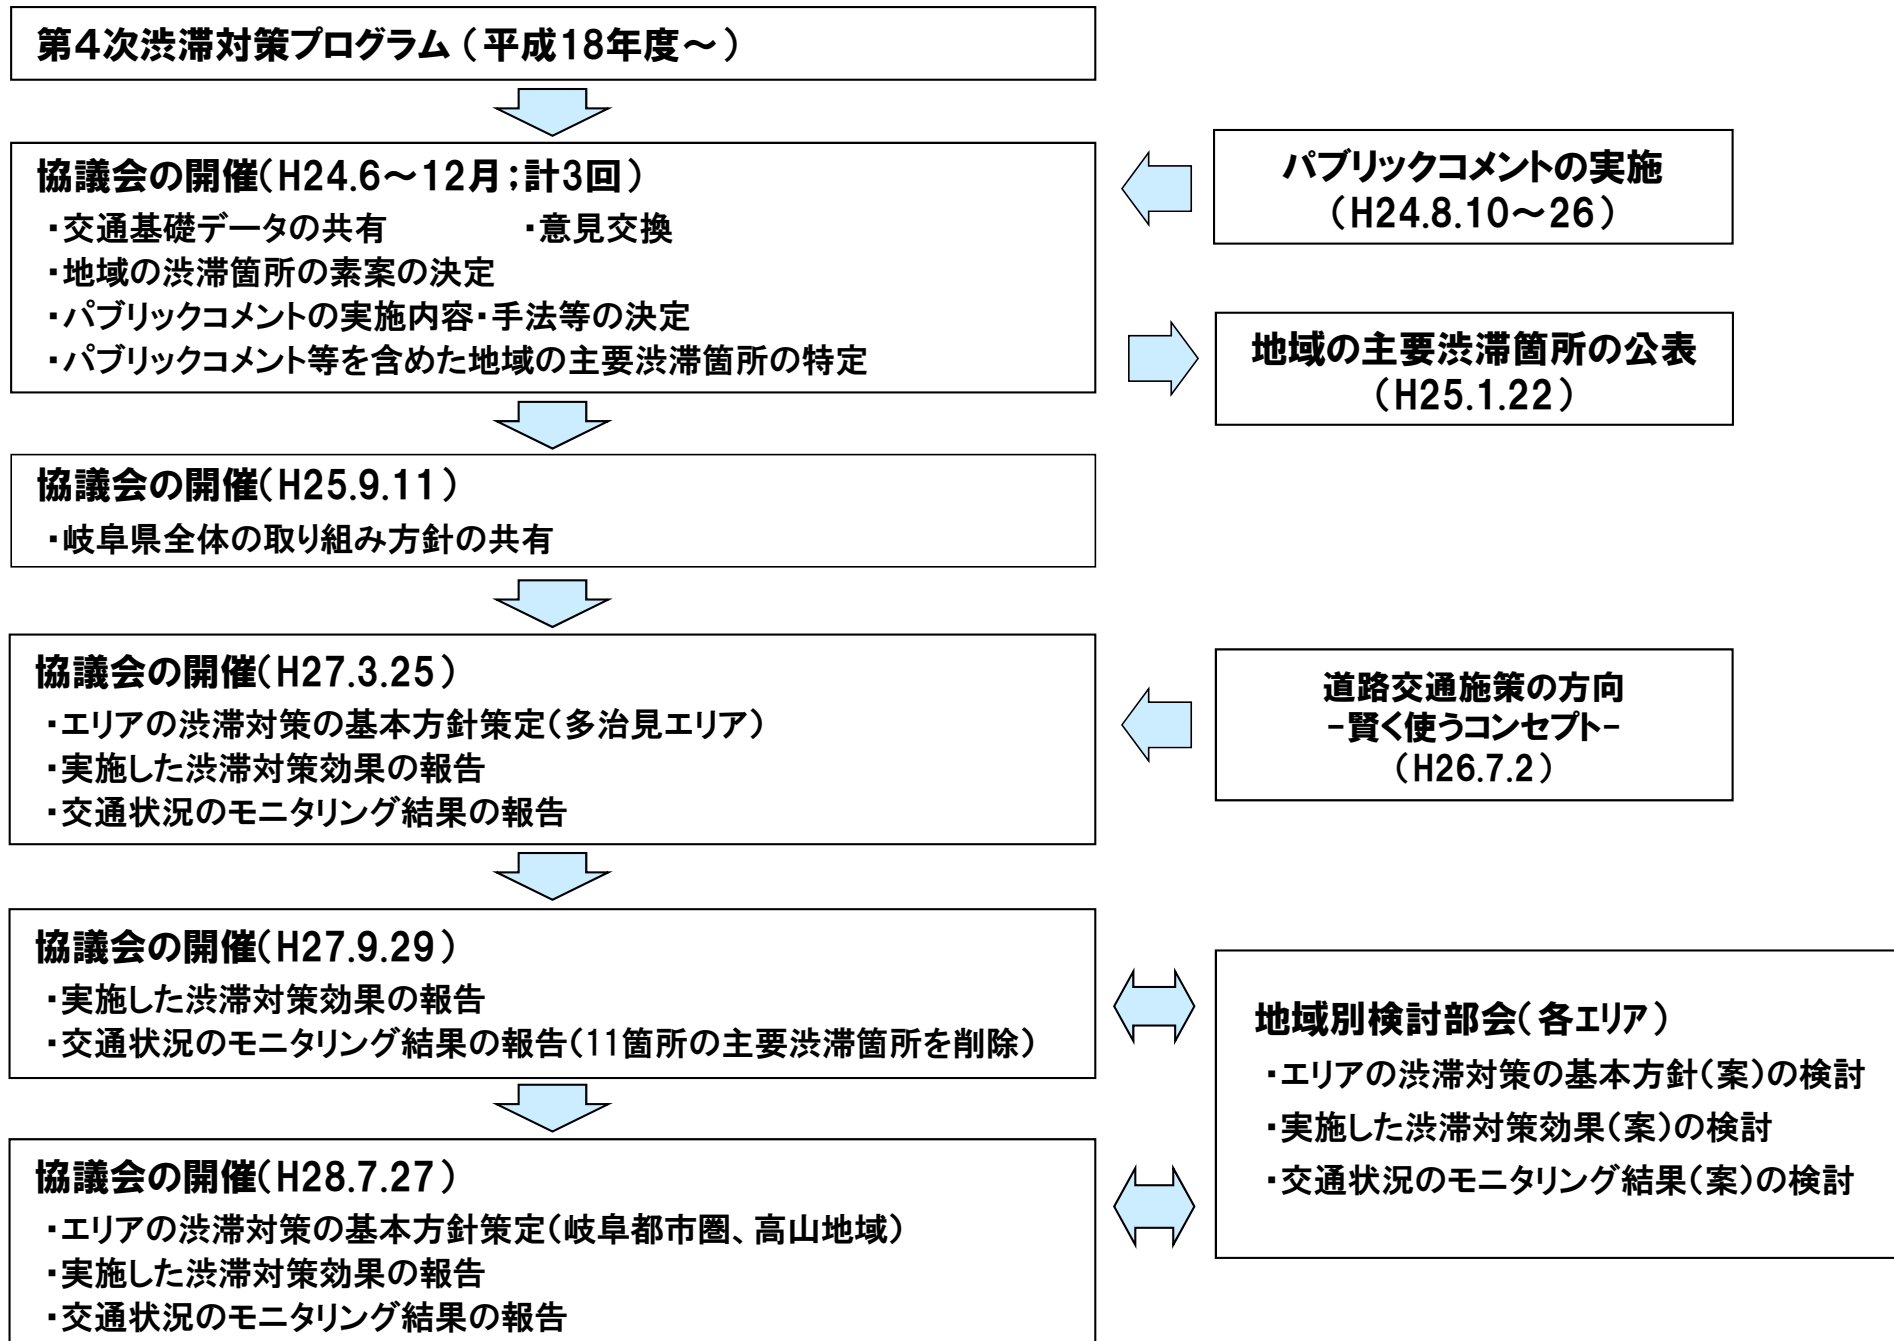 第4次渋滞対策プログラム（平成18年度～）
協議会の開催（H24.6～12月；計3回）
・交通基礎データの共有　・意見交換
・地域の渋滞箇所の素案の決定
・パブリックコメントの実施内容・手法等の決定
・パブリックコメント等を含めた地域の主要渋滞箇所の特定
パブリックコメントの実施
（H24.8.10～26）
地域の主要渋滞箇所の公表
（H25.1.22）
協議会の開催（H25.9.11）
・岐阜県全体の取り組み方針の共有
協議会の開催（H27.3.25）
・エリアの渋滞対策の基本方針策定（多治見エリア）
・実施した渋滞対策効果の報告
・交通状況のモニタリング結果の報告
道路交通施策の方向
-賢く使うコンセプト-
（H26.7.2）
協議会の開催（H27.9.29）
・実施した渋滞対策効果の報告
・交通状況のモニタリング結果の報告（11箇所の主要渋滞箇所を削除）
地域別検討部会（各エリア）
・エリアの渋滞対策の基本方針（案）の検討
・実施した渋滞対策効果（案）の検討
・交通状況のモニタリング結果（案）の検討
協議会の開催（H28.7.27）
・エリアの渋滞対策の基本方針策定（岐阜都市圏、高山地域）
・実施した渋滞対策効果の報告
・交通状況のモニタリング結果の報告